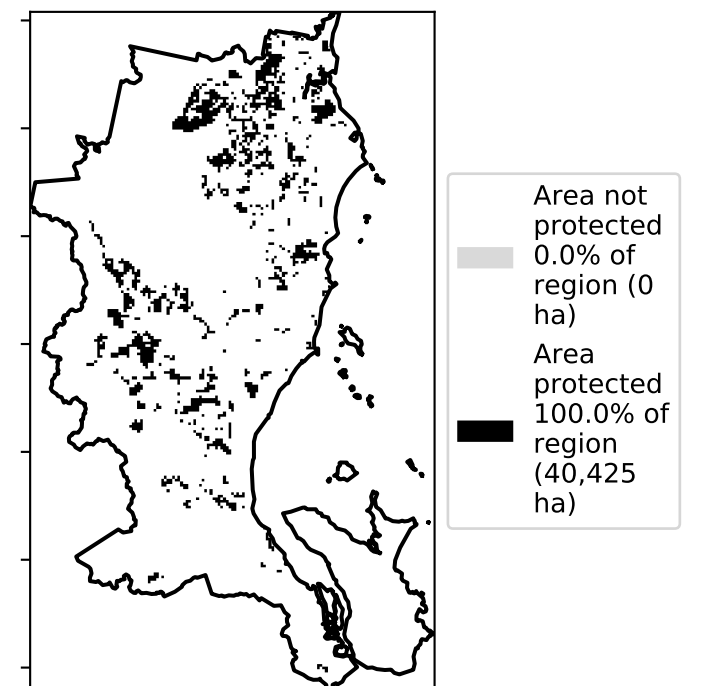 Area not
protected
0.0% of
region (0
ha)
Area
protected
100.0% of
region
(40,425
ha)